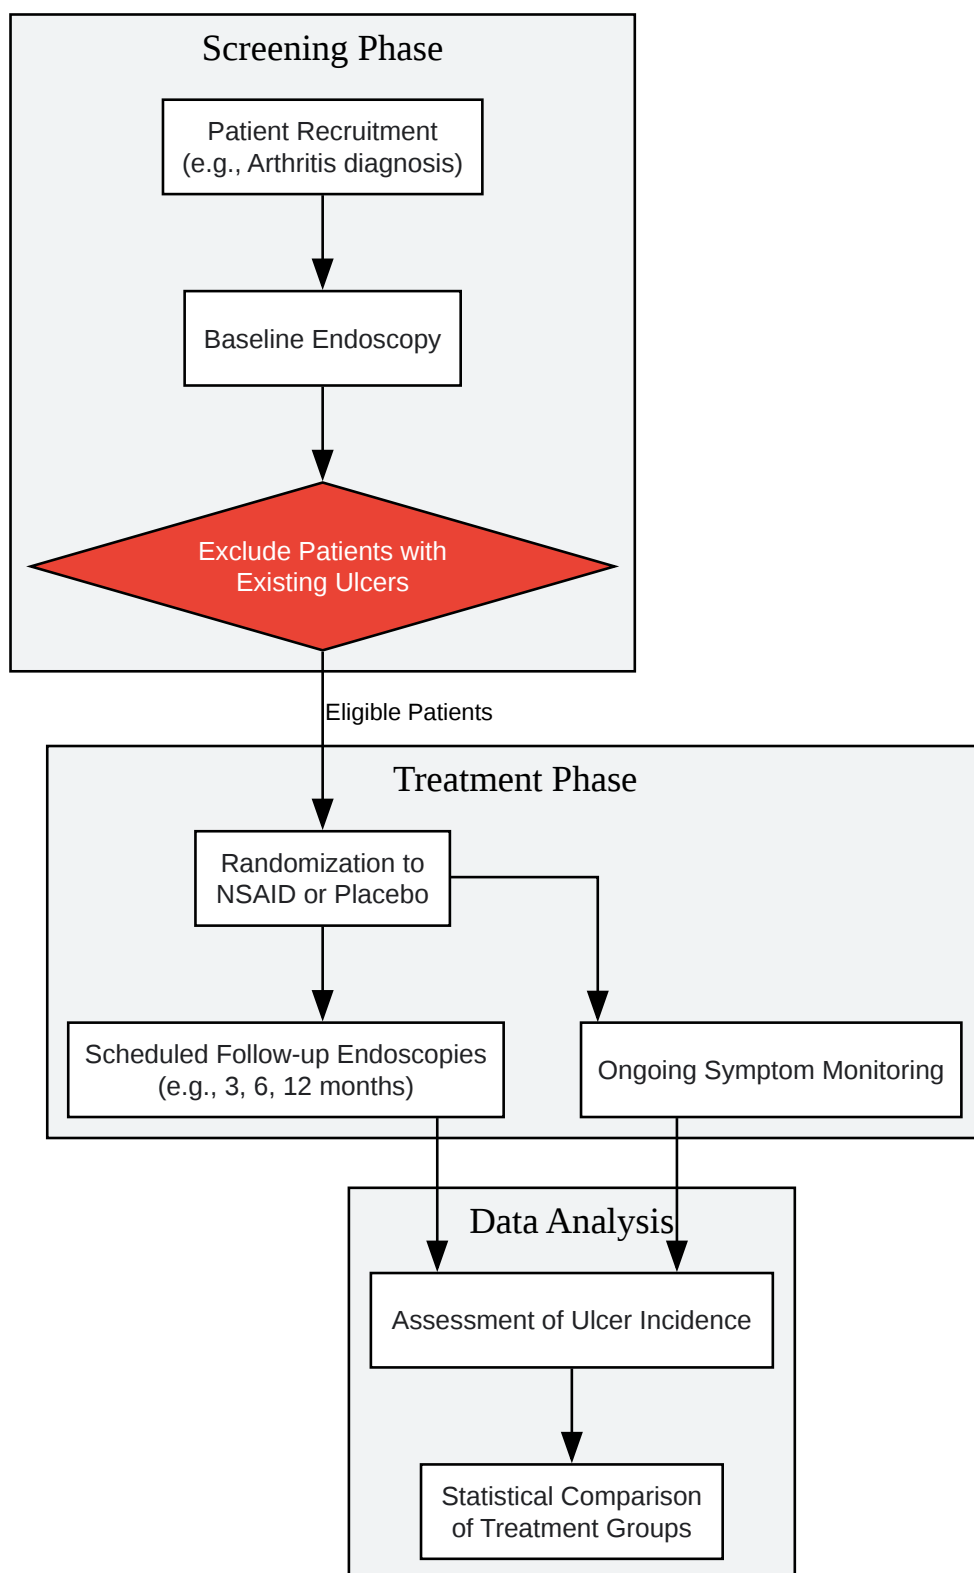 Screening Phase
Patient Recruitment
(e.g., Arthritis diagnosis)
Baseline Endoscopy
Exclude Patients with
Existing Ulcers
Eligible Patients
Treatment Phase
Randomization to
NSAID or Placebo
Scheduled Follow-up Endoscopies
(e.g., 3, 6, 12 months)
Ongoing Symptom Monitoring
Data Analysis
Assessment of Ulcer Incidence
Statistical Comparison
of Treatment Groups